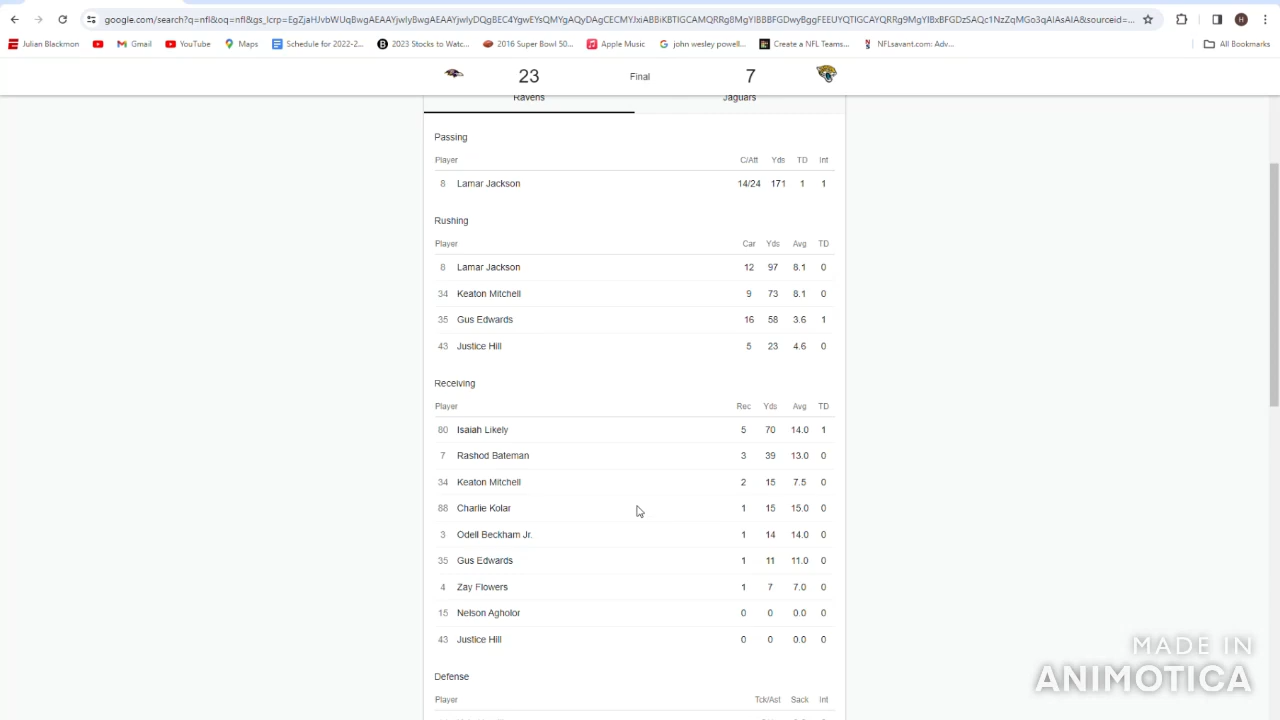 google.com/search?q=nfl&oq=nfl&gs_lcrp=
Julian Blackmon
Gmail
YouTube
Maps
Schedule for 2022-2...
2023 Stocks to Watc...
2016 Super Bowl 50...
Apple Music
john wesley powell...
Create a NFL Teams...
NFLsavant.com: Adv...
All Bookmarks
23 Final 7
Ravens Jaguars
Passing
Player C/Att Yds TD Int
8 Lamar Jackson 14/24 171 1 1
Rushing
Player Car Yds Avg TD
8 Lamar Jackson 12 97 8.1 0
34 Keaton Mitchell 9 73 8.1 0
35 Gus Edwards 16 58 3.6 1
43 Justice Hill 5 23 4.6 0
Receiving
Player Rec Yds Avg TD
80 Isaiah Likely 5 70 14.0 1
7 Rashod Bateman 3 39 13.0 0
34 Keaton Mitchell 2 15 7.5 0
88 Charlie Kolar 1 15 15.0 0
3 Odell Beckham Jr. 1 14 14.0 0
35 Gus Edwards 1 11 11.0 0
4 Zay Flowers 1 7 7.0 0
15 Nelson Agholor 0 0 0.0 0
43 Justice Hill 0 0 0.0 0
Defense
Player Tck/Ast Sack Int
MADE IN
ANIMOTICA